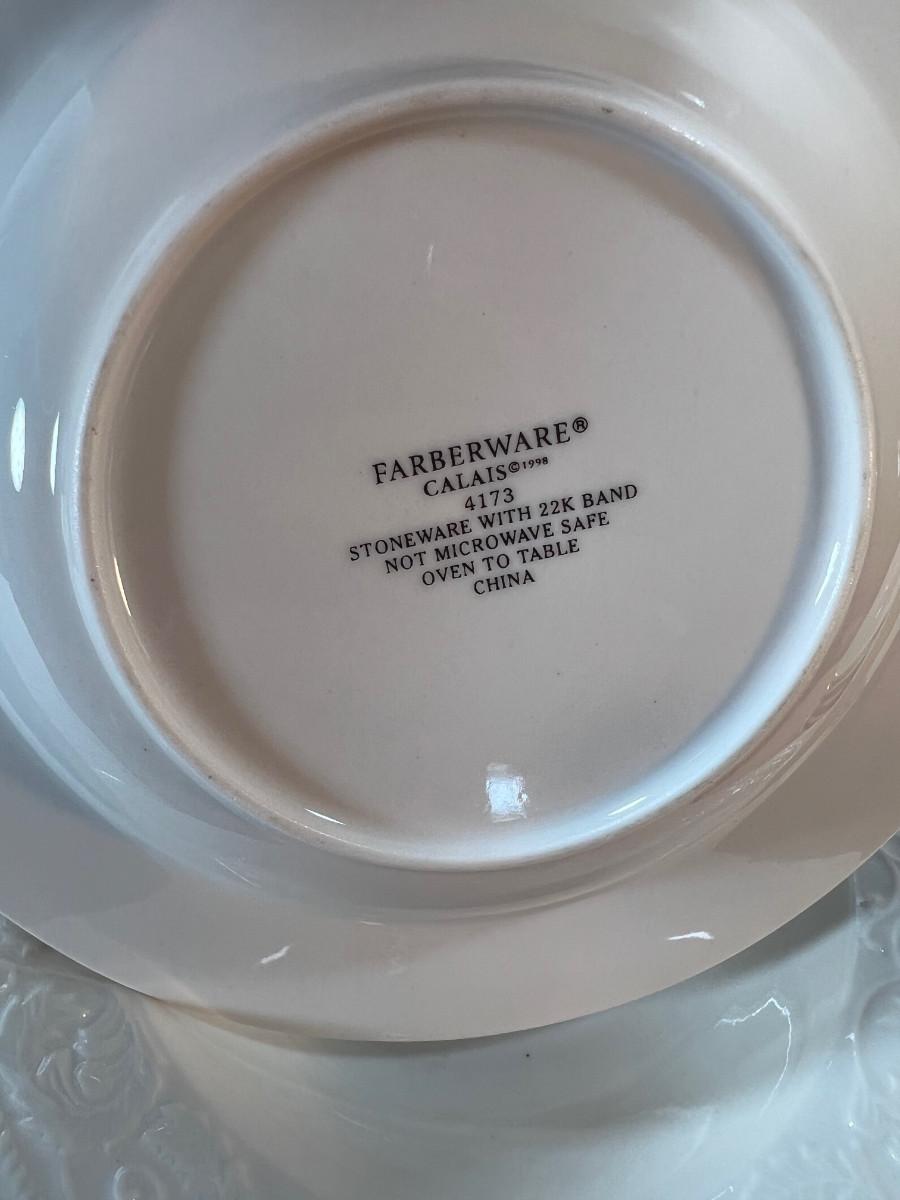 FARBERWARE®
CALAIS©1998
4173
STONEWARE WITH 22K BAND
NOT MICROWAVE SAFE
OVEN TO TABLE
CHINA